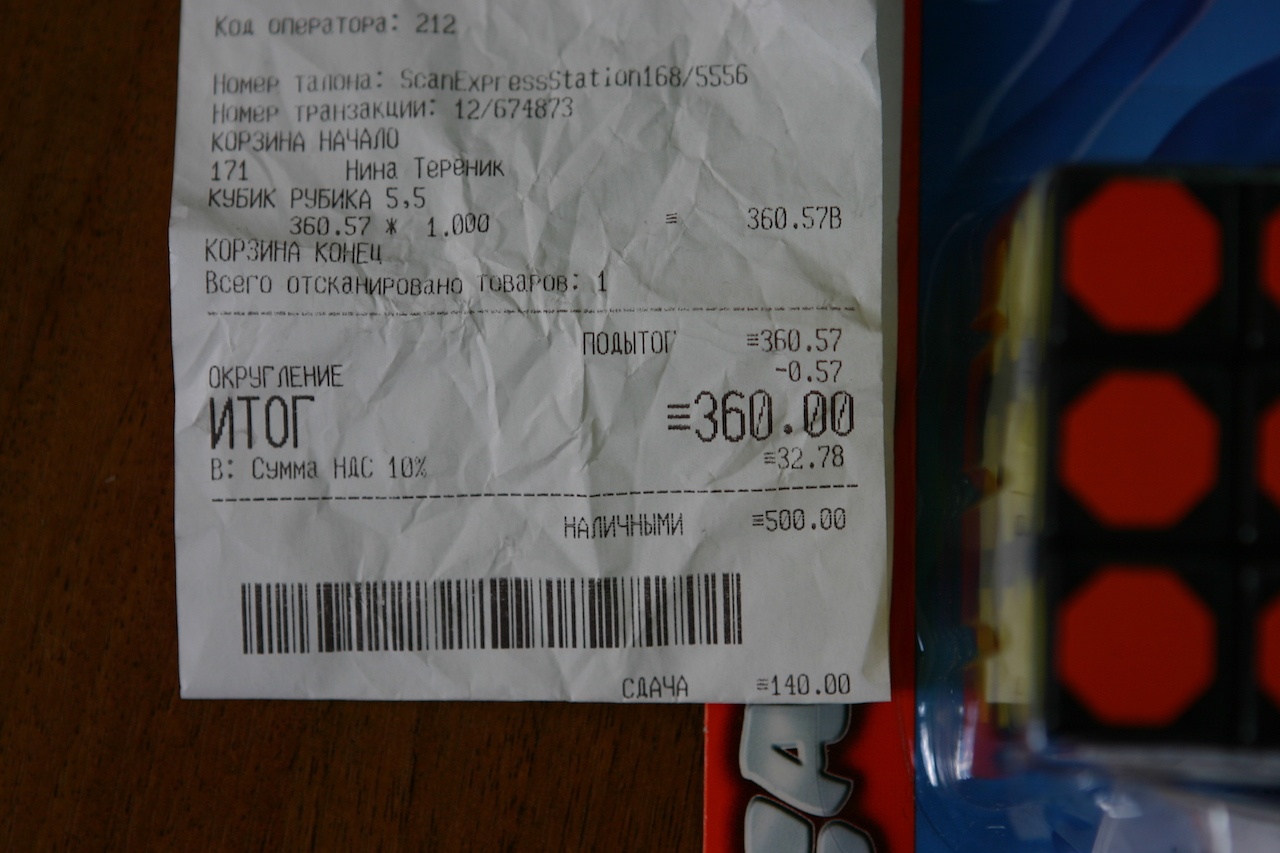 Код оператора: 212
Номер талона: ScanExpressStation168/5556
Номер транзакции: 12/674873
КОРЗИНА НАЧАЛО
171 Нина Тереник
КУБИК РУБИКА 5,5
360.57 * 1.000 ≡ 360.57В
КОРЗИНА КОНЕЦ
Всего отсканировано товаров: 1
ПОДЫТОГ ≡360.57
ОКРУГЛЕНИЕ -0.57
ИТОГ ≡360.00
В: Сумма НДС 10% ≡32.78
НАЛИЧНЫМИ ≡500.00
СДАЧА ≡140.00